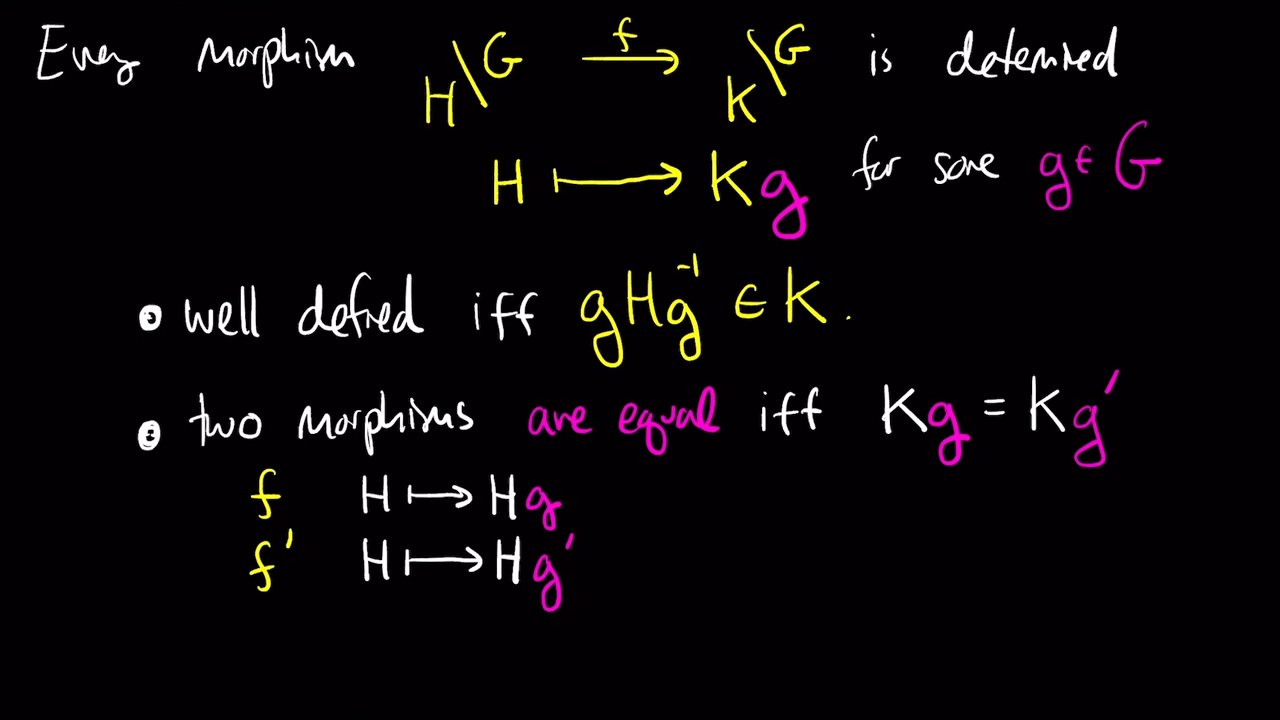 Every morphism H\G →f K\G is determined
H ↦ Kg for some g∈G
• well defined iff gHg⁻¹ ∈ K.
• two morphisms are equal iff Kg = Kg'
f H ↦ Hg
f' H ↦ Hg'